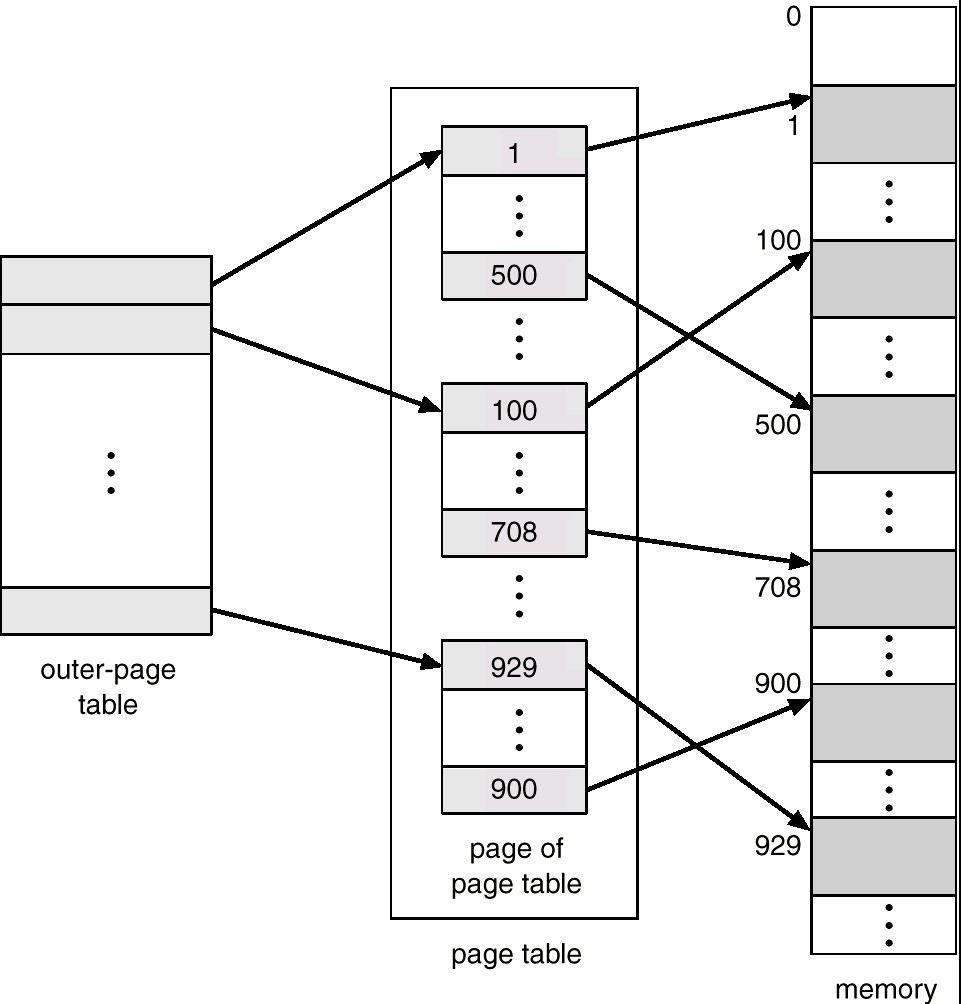 outer-page
table
1
500
100
708
929
900
page of
page table
page table
0
1
100
500
708
900
929
memory